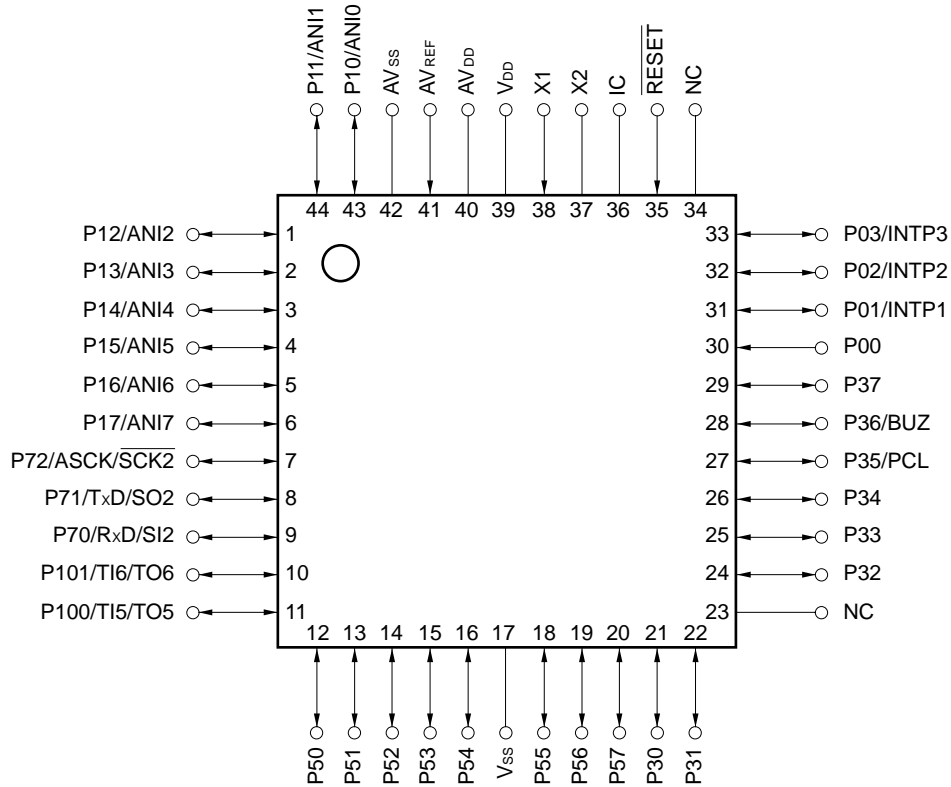 P11/ANI1
P10/ANI0
AVSS
AVREF
AVDD
VDD
X1
X2
IC
RESET
NC
44 43 42 41 40 39 38 37 36 35 34
P12/ANI2 1
P13/ANI3 2
P14/ANI4 3
P15/ANI5 4
P16/ANI6 5
P17/ANI7 6
P72/ASCK/SCK2 7
P71/TxD/SO2 8
P70/RxD/SI2 9
P101/TI6/TO6 10
P100/TI5/TO5 11
33 P03/INTP3
32 P02/INTP2
31 P01/INTP1
30 P00
29 P37
28 P36/BUZ
27 P35/PCL
26 P34
25 P33
24 P32
23 NC
12 13 14 15 16 17 18 19 20 21 22
P50
P51
P52
P53
P54
VSS
P55
P56
P57
P30
P31